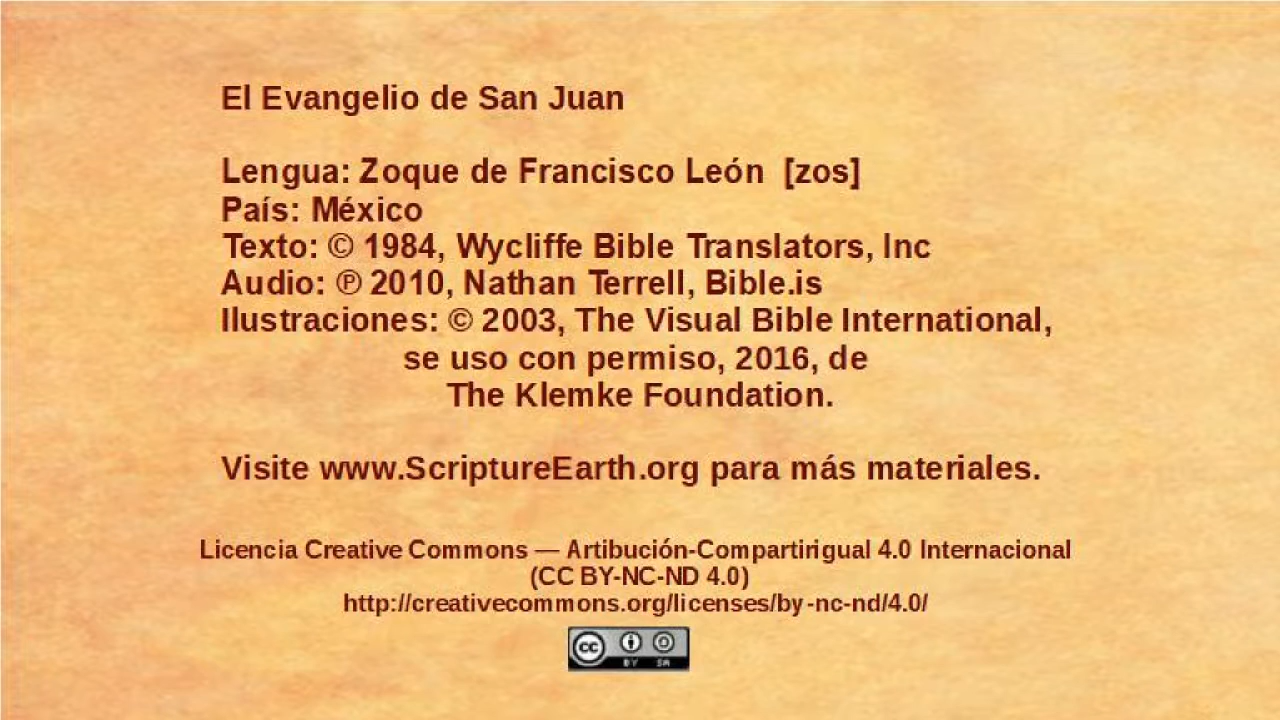 El Evangelio de San Juan
Lengua: Zoque de Francisco León [zos]
País: México
Texto: © 1984, Wycliffe Bible Translators, Inc
Audio: ℗ 2010, Nathan Terrell, Bible.is
Ilustraciones: © 2003, The Visual Bible International,
se uso con permiso, 2016, de
The Klemke Foundation.
Visite www.ScriptureEarth.org para más materiales.
Licencia Creative Commons — Artibución-Compartirigual 4.0 Internacional
(CC BY-NC-ND 4.0)
http://creativecommons.org/licenses/by-nc-nd/4.0/
cc BY SA